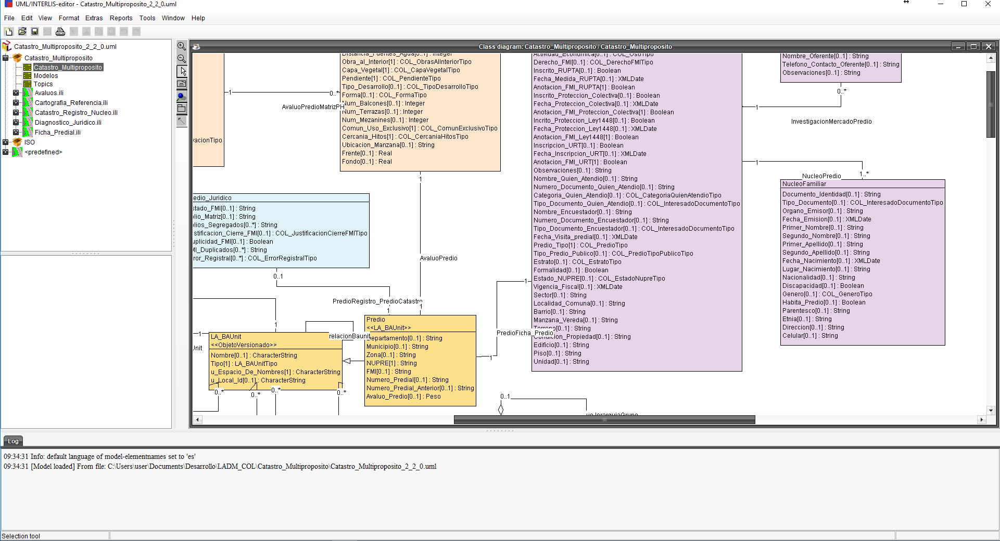 UML/INTERLIS-editor - Catastro_Multiproposito_2_2_0.uml
File Edit View Format Extras Reports Tools Window Help
Catastro_Multiproposito_2_2_0.uml
Catastro_Multiproposito
Catastro_Multiproposito
Modelos
Topics
Avaluos.ili
Cartografia_Referencia.ili
Catastro_Registro_Nucleo.ili
Diagnostico_Juridico.ili
Ficha_Predial.ili
ISO
<predefined>
Class diagram: Catastro_Multiproposito / Catastro_Multiproposito
vacionTipo
1
0..*
AvaluoPredioMatrizPH
Distancia_Fuentes_Agua[0..1] : Integer
Obra_al_Interior[1] : COL_ObrasAlInteriorTipo
Capa_Vegetal[1] : COL_CapaVegetalTipo
Pendiente[1] : COL_PendienteTipo
Tipo_Desarrollo[0..1] : COL_TipoDesarrolloTipo
Forma[0..1] : COL_FormaTipo
Num_Balcones[0..1] : Integer
Num_Terrazas[0..1] : Integer
Num_Mezanines[0..1] : Integer
Comun_Uso_Exclusivo[1] : COL_ComunExclusivoTipo
Cercania_Hitos[1] : COL_CercaniaHitosTipo
Ubicacion_Manzana[0..1] : String
Frente[0..1] : Real
Fondo[0..1] : Real
1
AvaluoPredio
1
edio_Juridico
stado_FMI[0..1] : String
olio_Matriz[0..1] : String
olios_Segregados[0..*] : String
stificacion_Cierre_FMI[0..1] : COL_JustificacionCierreFMITipo
uplicidad_FMI[0..1] : Boolean
MI_Duplicados[0..*] : String
rror_Registral[0..*] : COL_ErrorRegistralTipo
0..1
PredioRegistro_PredioCatastro
1
1
1
Unit
relacionBaunit
LA_BAUnit
<<ObjetoVersionado>>
Nombre[0..1] : CharacterString
Tipo[1] : LA_BAUnitTipo
u_Espacio_De_Nombres[1] : CharacterString
u_Local_Id[0..1] : CharacterString
0..*
0..*
0..*
0..*
Predio
<<LA_BAUnit>>
Departamento[0..1] : String
Municipio[0..1] : String
Zona[0..1] : String
NUPRE[1] : String
FMI[0..1] : String
Numero_Predial[0..1] : String
Numero_Predial_Anterior[0..1] : String
Avaluo_Predio[0..1] : Peso
1
1
PredioFicha_Predio
Actividad_Economica[0..1] : COL_UsoTipo
Derecho_FMI[0..1] : COL_DerechoFMITipo
Inscrito_RUPTA[0..1] : Boolean
Fecha_Medida_RUPTA[0..1] : XMLDate
Anotacion_FMI_RUPTA[1] : Boolean
Inscrito_Proteccion_Colectiva[0..1] : Boolean
Fecha_Proteccion_Colectiva[0..1] : XMLDate
Anotacion_FMI_Proteccion_Colectiva[1] : Boolean
Incrito_Proteccion_Ley1448[0..1] : Boolean
Fecha_Proteccion_Ley1448[0..1] : XMLDate
Anotacion_FMI_Ley1448[1] : Boolean
Inscripcion_URT[0..1] : Boolean
Fecha_Inscripcion_URT[0..1] : XMLDate
Anotacion_FMI_URT[1] : Boolean
Observaciones[0..1] : String
Nombre_Quien_Atendio[0..1] : String
Numero_Documento_Quien_Atendio[0..1] : String
Categoria_Quien_Atendio[0..1] : COL_CategoriaQuienAtendioTipo
Tipo_Documento_Quien_Atendio[0..1] : COL_InteresadoDocumentoTipo
Nombre_Encuestador[0..1] : String
Numero_Documento_Encuestador[0..1] : String
Tipo_Documento_Encuestador[0..1] : COL_InteresadoDocumentoTipo
Fecha_Visita_predial[0..1] : XMLDate
Predio_Tipo[1] : COL_PredioTipo
Tipo_Predio_Publico[0..1] : COL_PredioTipoPublicoTipo
Estrato[0..1] : COL_EstratoTipo
Formalidad[0..1] : Boolean
Estado_NUPRE[0..1] : COL_EstadoNupreTipo
Vigencia_Fiscal[0..1] : XMLDate
Sector[0..1] : String
Localidad_Comuna[0..1] : String
Barrio[0..1] : String
Manzana_Vereda[0..1] : String
Terreno[0..1] : String
Condicion_Propiedad[0..1] : String
Edificio[0..1] : String
Piso[0..1] : String
Unidad[0..1] : String
0..1
ueJerarquiaGrupo
Nombre_Oferente[0..1] : String
Telefono_Contacto_Oferente[0..1] : String
Observaciones[0..1] : String
0..*
1
InvestigacionMercadoPredio
1
1..*
NucleoPredio
NucleoFamiliar
Documento_Identidad[0..1] : String
Tipo_Documento[0..1] : COL_InteresadoDocumentoTipo
Organo_Emisor[0..1] : String
Fecha_Emision[0..1] : XMLDate
Primer_Nombre[0..1] : String
Segundo_Nombre[0..1] : String
Primer_Apellido[0..1] : String
Segundo_Apellido[0..1] : String
Fecha_Nacimiento[0..1] : XMLDate
Lugar_Nacimiento[0..1] : String
Nacionalidad[0..1] : String
Discapacidad[0..1] : Boolean
Genero[0..1] : COL_GeneroTipo
Habita_Predio[0..1] : Boolean
Parentesco[0..1] : String
Etnia[0..1] : String
Direccion[0..1] : String
Celular[0..1] : String
Log
09:34:31 Info: default language of model-elementnames set to 'es'
09:34:31 [Model loaded] From file: C:\Users\user\Documents\Desarrollo\LADM_COL\Catastro_Multiproposito\Catastro_Multiproposito_2_2_0.uml
Selection tool